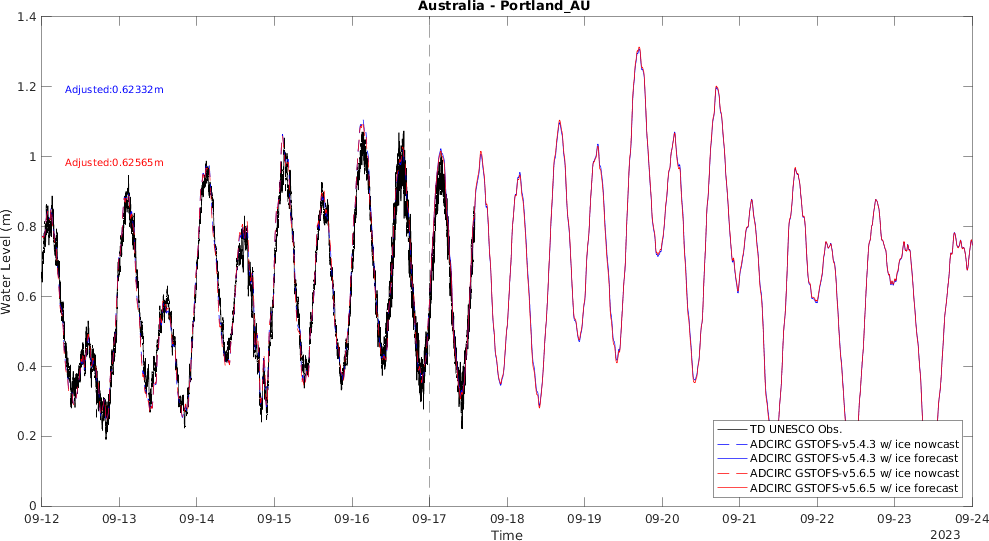 Australia - Portland_AU
1.4
1.2
1
0.8
0.6
0.4
0.2
0
Water Level (m)
Adjusted:0.62332m
Adjusted:0.62565m
TD UNESCO Obs.
ADCIRC GSTOFS-v5.4.3 w/ ice nowcast
ADCIRC GSTOFS-v5.4.3 w/ ice forecast
ADCIRC GSTOFS-v5.6.5 w/ ice nowcast
ADCIRC GSTOFS-v5.6.5 w/ ice forecast
09-12 09-13 09-14 09-15 09-16 09-17 09-18 09-19 09-20 09-21 09-22 09-23 09-24
Time
2023